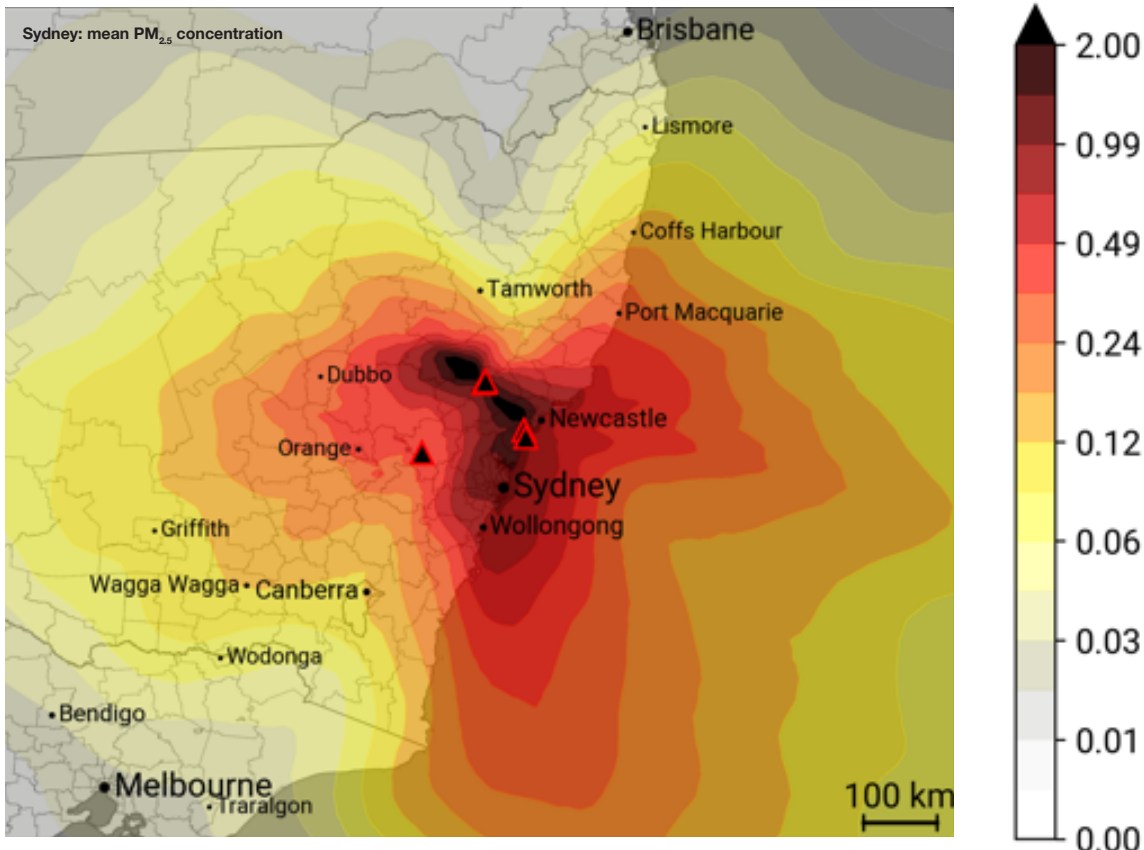 Sydney: mean PM2.5 concentration
Brisbane
Lismore
Coffs Harbour
Tamworth
Port Macquarie
Dubbo
Newcastle
Orange
Sydney
Wollongong
Griffith
Wagga Wagga
Canberra
Wodonga
Bendigo
Melbourne
Traralgon
100 km
2.00
0.99
0.49
0.24
0.12
0.06
0.03
0.01
0.00